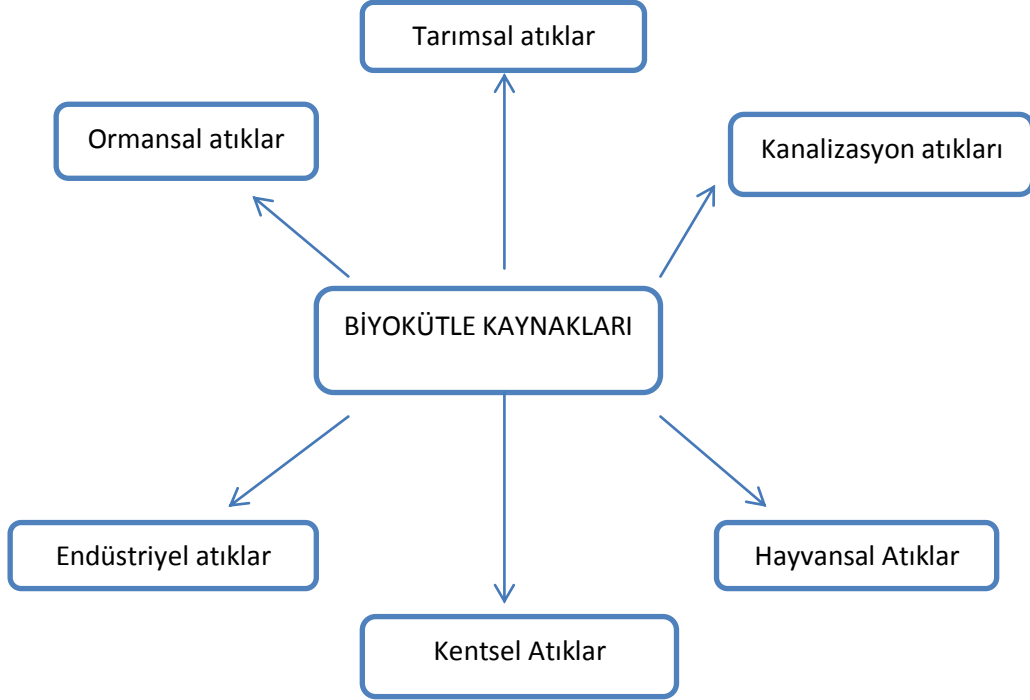 Tarımsal atıklar
Ormansal atıklar
Kanalizasyon atıkları
BİYOKÜTLE KAYNAKLARI
Endüstriyel atıklar
Hayvansal Atıklar
Kentsel Atıklar